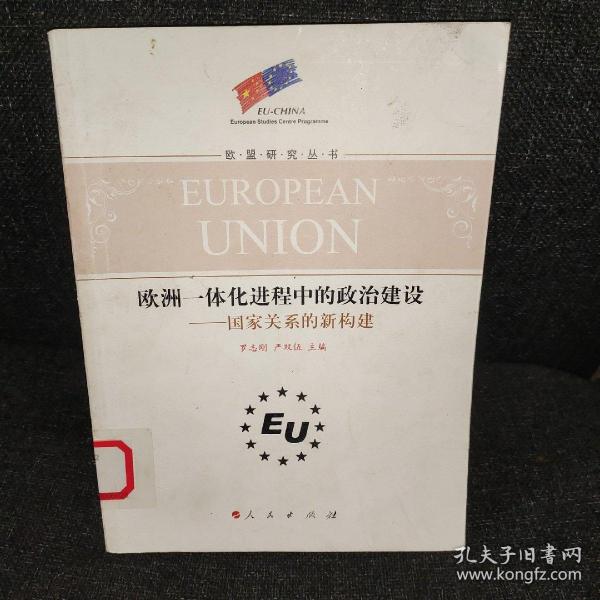 EU-CHINA
European Studies Centre Programme
欧·盟·研·究·丛·书
EUROPEAN
UNION
欧洲一体化进程中的政治建设
——国家关系的新构建
罗志刚 严双伍 主编
EU
人民出版社
孔夫子旧书网
www.kongfz.com